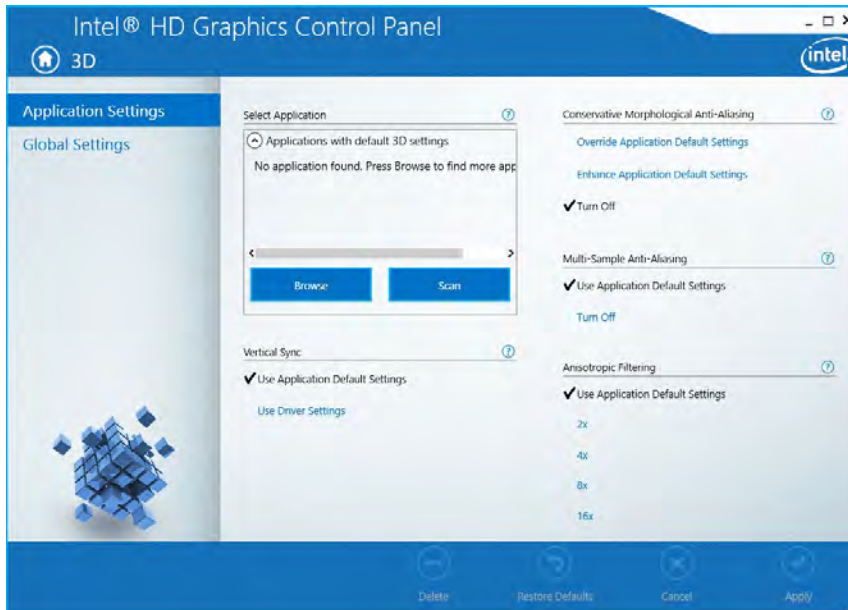 Intel® HD Graphics Control Panel
3D
intel
Application Settings
Global Settings
Select Application
Applications with default 3D settings
No application found. Press Browse to find more app
Browse
Scan
Vertical Sync
Use Application Default Settings
Use Driver Settings
Conservative Morphological Anti-Aliasing
Override Application Default Settings
Enhance Application Default Settings
Turn Off
Multi-Sample Anti-Aliasing
Use Application Default Settings
Turn Off
Anisotropic Filtering
Use Application Default Settings
2x
4x
8x
16x
Delete
Restore Defaults
Cancel
Apply